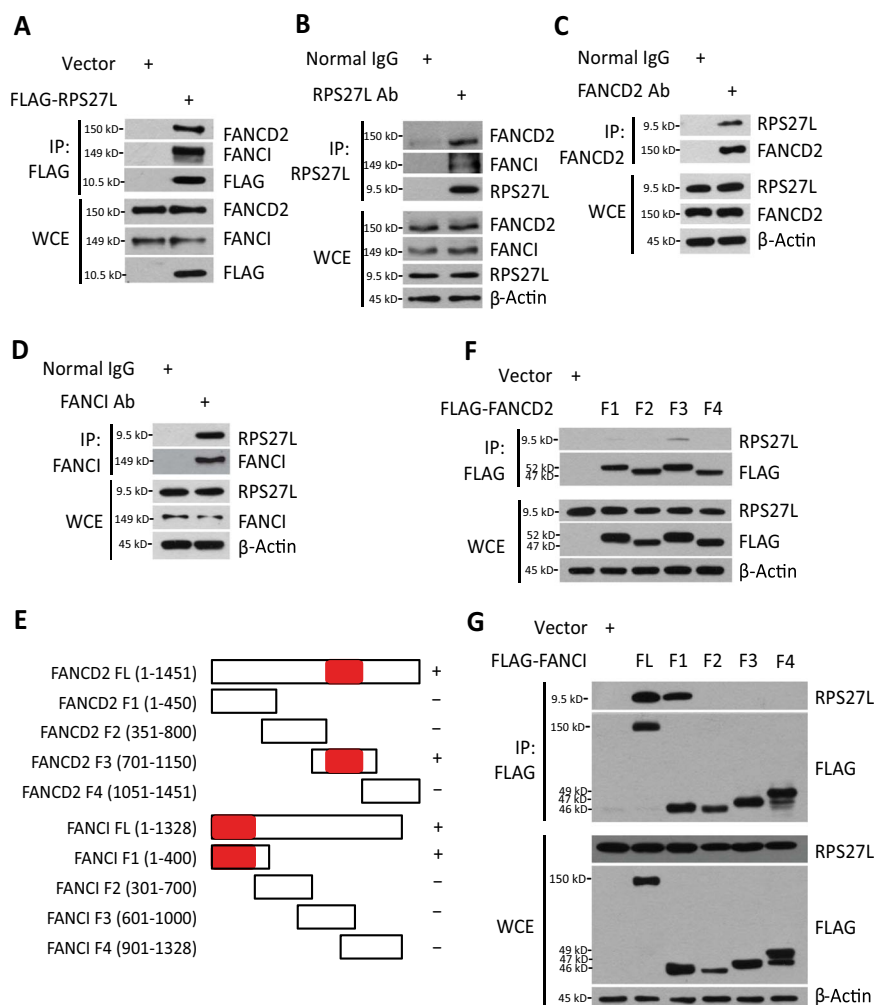 A
Vector +
FLAG-RPS27L +
IP: FLAG
150 kD- FANCD2
149 kD- FANCI
10.5 kD- FLAG
WCE
150 kD- FANCD2
149 kD- FANCI
10.5 kD- FLAG
B
Normal IgG +
RPS27L Ab +
IP: RPS27L
150 kD- FANCD2
149 kD- FANCI
9.5 kD- RPS27L
WCE
150 kD- FANCD2
149 kD- FANCI
9.5 kD- RPS27L
45 kD- β-Actin
C
Normal IgG +
FANCD2 Ab +
IP: FANCD2
9.5 kD- RPS27L
150 kD- FANCD2
WCE
9.5 kD- RPS27L
150 kD- FANCD2
45 kD- β-Actin
D
Normal IgG +
FANCI Ab +
IP: FANCI
9.5 kD- RPS27L
149 kD- FANCI
WCE
9.5 kD- RPS27L
149 kD- FANCI
45 kD- β-Actin
F
Vector +
FLAG-FANCD2 F1 F2 F3 F4
IP: FLAG
9.5 kD- RPS27L
52 kD-
47 kD- FLAG
WCE
9.5 kD- RPS27L
52 kD-
47 kD- FLAG
45 kD- β-Actin
E
FANCD2 FL (1-1451) +
FANCD2 F1 (1-450) −
FANCD2 F2 (351-800) −
FANCD2 F3 (701-1150) +
FANCD2 F4 (1051-1451) −
FANCI FL (1-1328) +
FANCI F1 (1-400) +
FANCI F2 (301-700) −
FANCI F3 (601-1000) −
FANCI F4 (901-1328) −
G
Vector +
FLAG-FANCI FL F1 F2 F3 F4
IP: FLAG
9.5 kD- RPS27L
150 kD-
FLAG
49 kD-
47 kD-
46 kD-
WCE
RPS27L
150 kD-
FLAG
49 kD-
47 kD-
46 kD-
45 kD- β-Actin